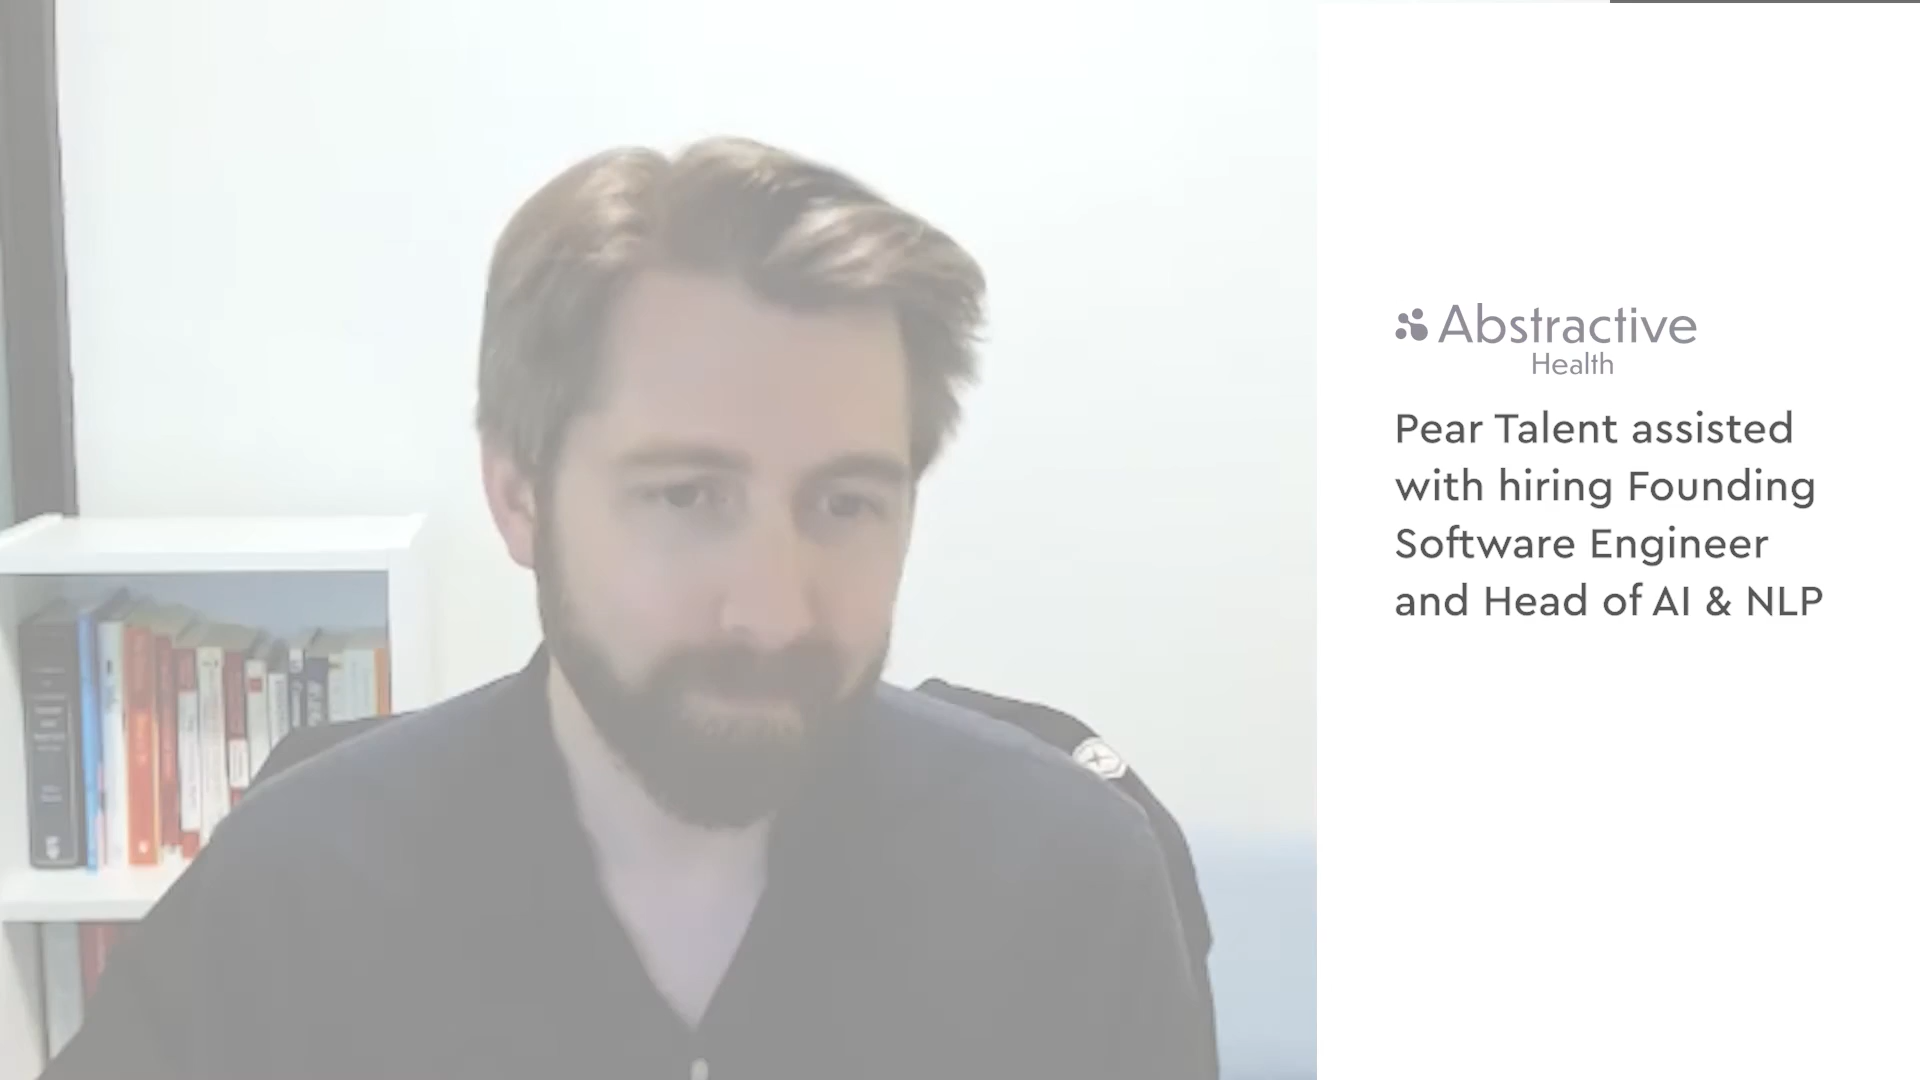 Abstractive
Health
Pear Talent assisted
with hiring Founding
Software Engineer
and Head of AI & NLP